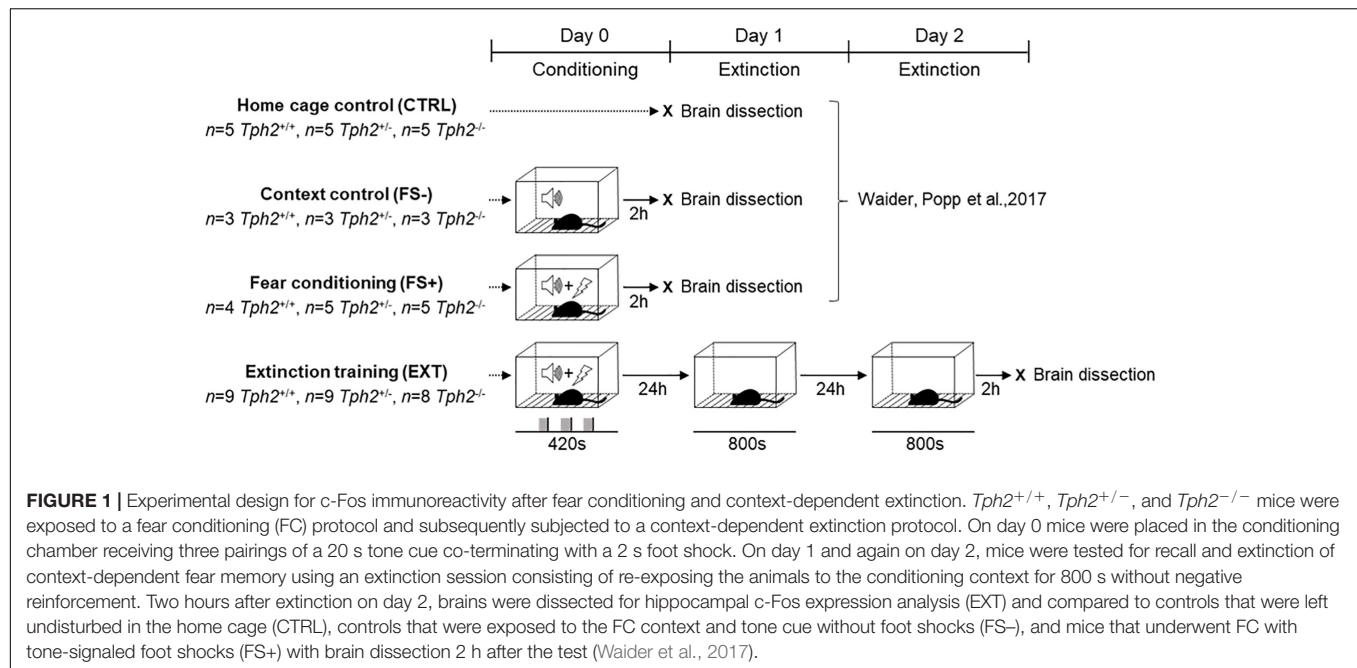 Day 0 Day 1 Day 2
Conditioning Extinction Extinction
Home cage control (CTRL)
n=5 Tph2+/+, n=5 Tph2+/-, n=5 Tph2-/-
X Brain dissection
Context control (FS-)
n=3 Tph2+/+, n=3 Tph2+/-, n=3 Tph2-/-
2h
X Brain dissection
Waider, Popp et al.,2017
Fear conditioning (FS+)
n=4 Tph2+/+, n=5 Tph2+/-, n=5 Tph2-/-
+
2h
X Brain dissection
Extinction training (EXT)
n=9 Tph2+/+, n=9 Tph2+/-, n=8 Tph2-/-
+
24h
24h
2h
X Brain dissection
420s 800s 800s
FIGURE 1 | Experimental design for c-Fos immunoreactivity after fear conditioning and context-dependent extinction. Tph2+/+, Tph2+/−, and Tph2−/− mice were
exposed to a fear conditioning (FC) protocol and subsequently subjected to a context-dependent extinction protocol. On day 0 mice were placed in the conditioning
chamber receiving three pairings of a 20 s tone cue co-terminating with a 2 s foot shock. On day 1 and again on day 2, mice were tested for recall and extinction of
context-dependent fear memory using an extinction session consisting of re-exposing the animals to the conditioning context for 800 s without negative
reinforcement. Two hours after extinction on day 2, brains were dissected for hippocampal c-Fos expression analysis (EXT) and compared to controls that were left
undisturbed in the home cage (CTRL), controls that were exposed to the FC context and tone cue without foot shocks (FS–), and mice that underwent FC with
tone-signaled foot shocks (FS+) with brain dissection 2 h after the test (Waider et al., 2017).